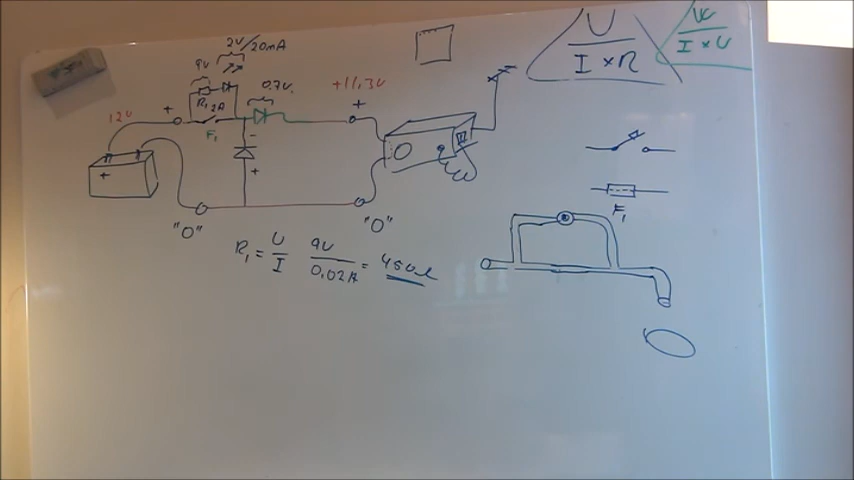 2V/20mA
9V
0.7V
+11,3V
12V
+
R1
2A
F1
+
-
+
+
"0"
"0"
R1 = U/I 9V/0,02A = 450Ω
U
I × R
W
I × U
F1